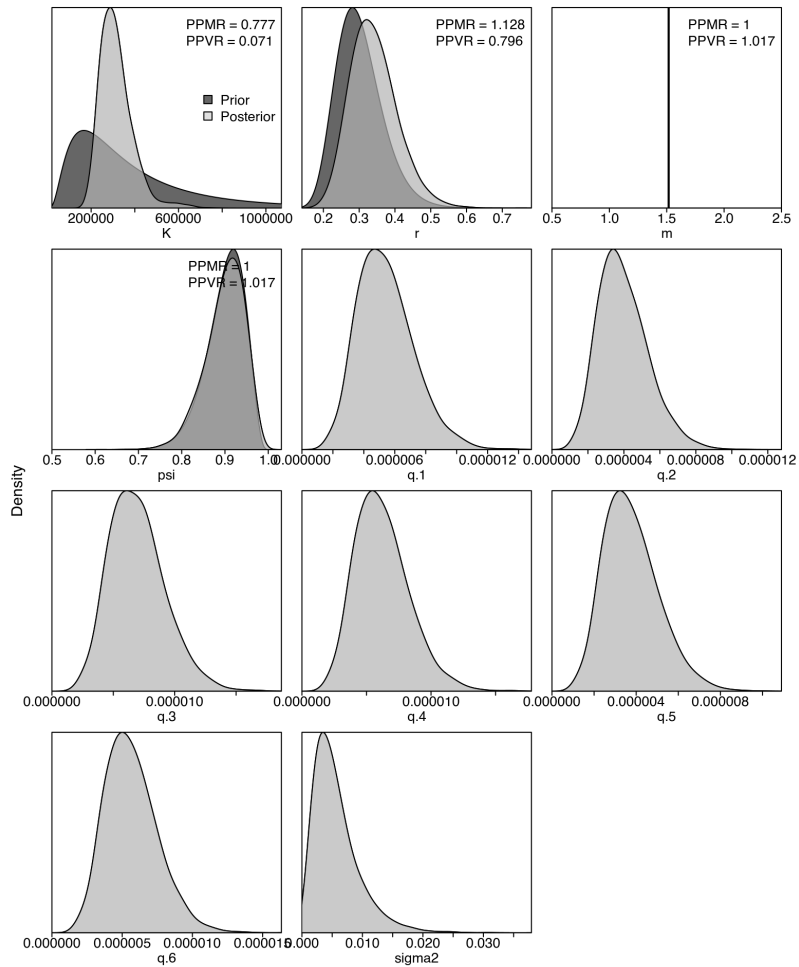 PPMR = 0.777
PPVR = 0.071
Prior
Posterior
200000 600000 1000000
K
PPMR = 1.128
PPVR = 0.796
0.2 0.3 0.4 0.5 0.6 0.7
r
PPMR = 1
PPVR = 1.017
0.5 1.0 1.5 2.0 2.5
m
PPMR = 1
PPVR = 1.017
0.5 0.6 0.7 0.8 0.9 1.0
psi
0.000000 0.000006 0.000012
q.1
0.000000 0.000004 0.000008 0.000012
q.2
Density
0.000000 0.000010
q.3
0.000000 0.000010
q.4
0.000000 0.000004 0.000008
q.5
0.000000 0.000005 0.000010 0.000015
q.6
0.000 0.010 0.020 0.030
sigma2